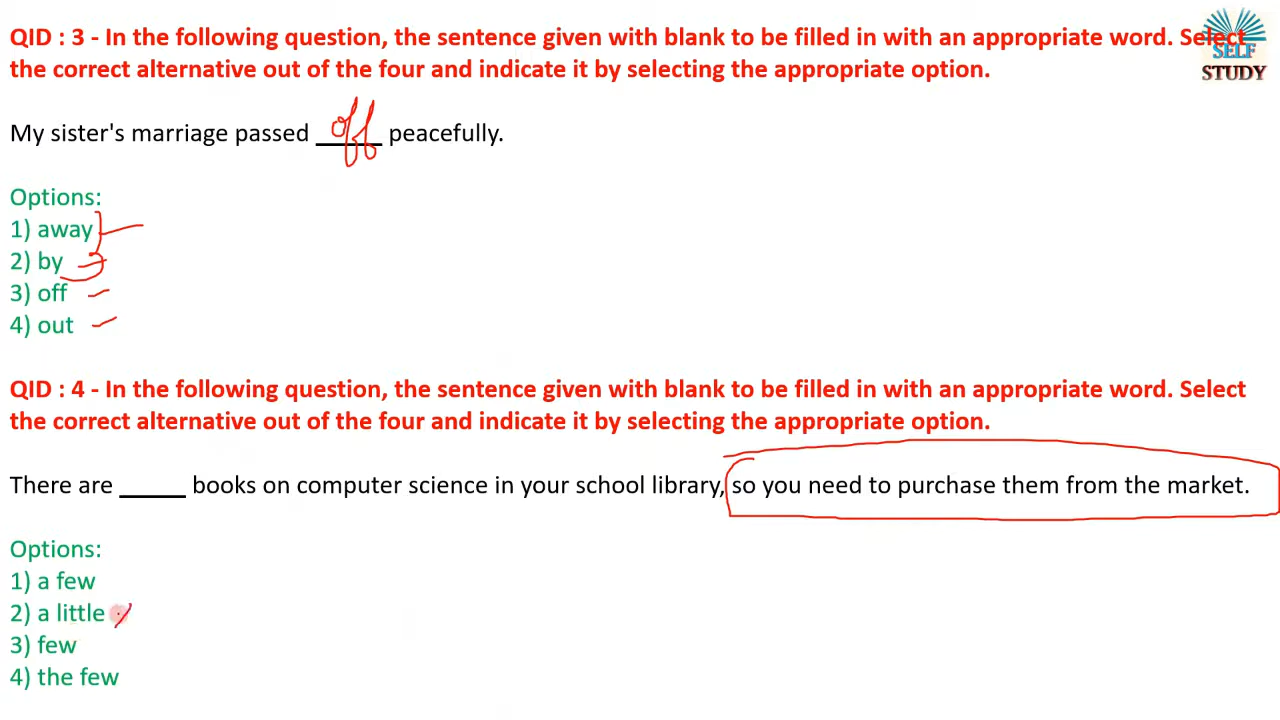 QID : 3 - In the following question, the sentence given with blank to be filled in with an appropriate word. Select
the correct alternative out of the four and indicate it by selecting the appropriate option.
SELF
STUDY
My sister's marriage passed off peacefully.
Options:
1) away
2) by
3) off
4) out
QID : 4 - In the following question, the sentence given with blank to be filled in with an appropriate word. Select
the correct alternative out of the four and indicate it by selecting the appropriate option.
There are _____ books on computer science in your school library, so you need to purchase them from the market.
Options:
1) a few
2) a little
3) few
4) the few